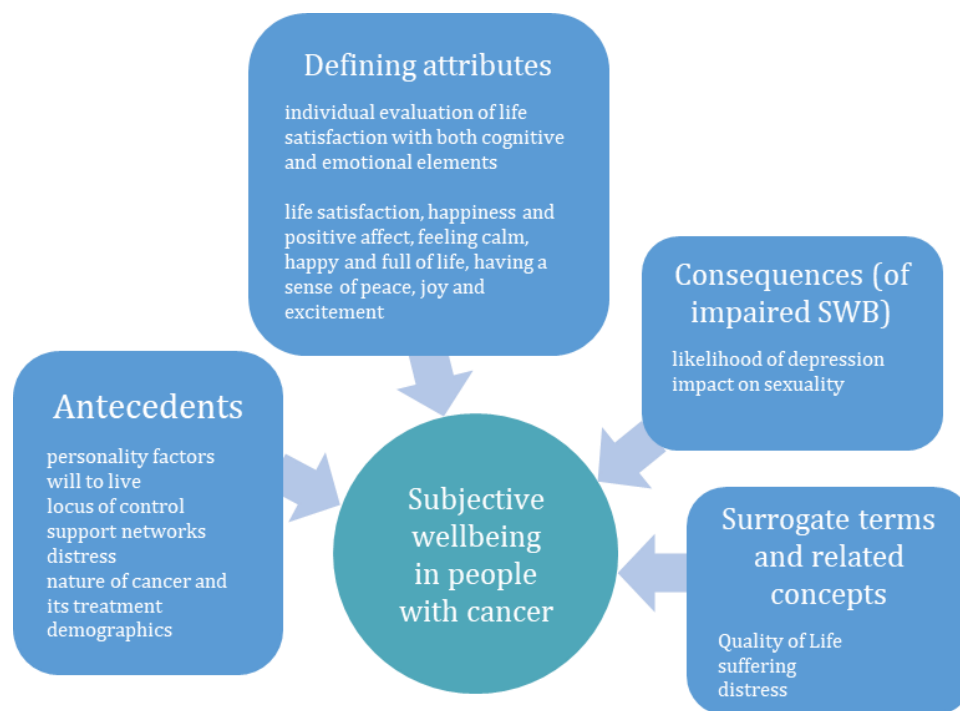 Defining attributes
individual evaluation of life
satisfaction with both cognitive
and emotional elements
life satisfaction, happiness and
positive affect, feeling calm,
happy and full of life, having a
sense of peace, joy and
excitement
Consequences (of
impaired SWB)
likelihood of depression
impact on sexuality
Antecedents
personality factors
will to live
locus of control
support networks
distress
nature of cancer and
its treatment
demographics
Subjective
wellbeing
in people
with cancer
Surrogate terms
and related
concepts
Quality of Life
suffering
distress